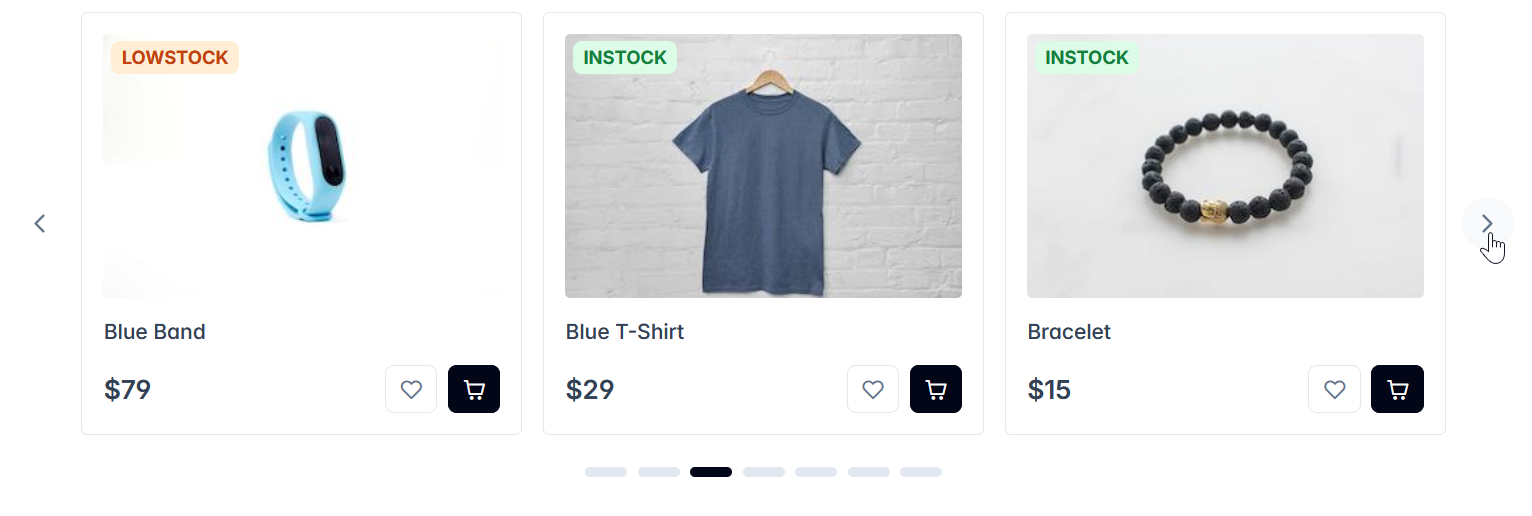 LOWSTOCK
INSTOCK
INSTOCK
Blue Band
Blue T-Shirt
Bracelet
$79
$29
$15